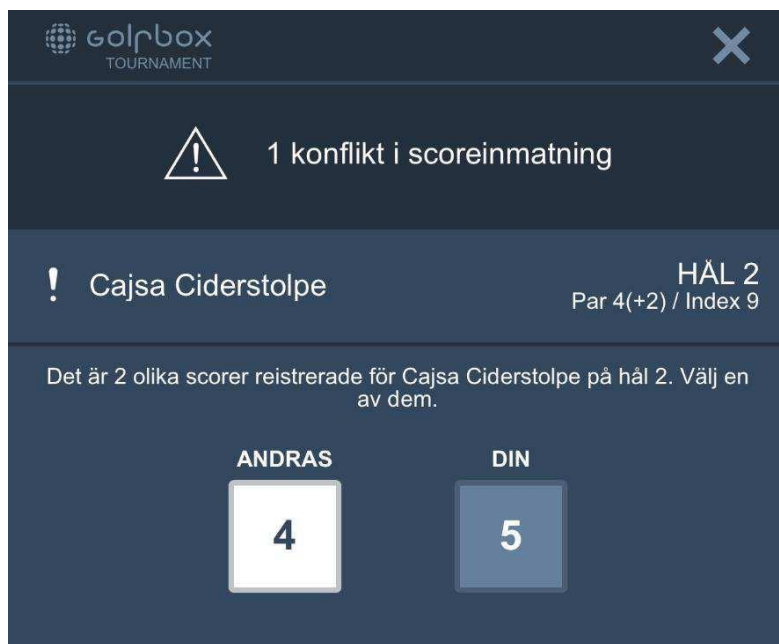 GOLFBOX
TOURNAMENT
1 konflikt i scoreinmatning
! Cajsa Ciderstolpe
HÅL 2
Par 4(+2) / Index 9
Det är 2 olika scorer reistrerade för Cajsa Ciderstolpe på hål 2. Välj en
av dem.
ANDRAS DIN
4 5